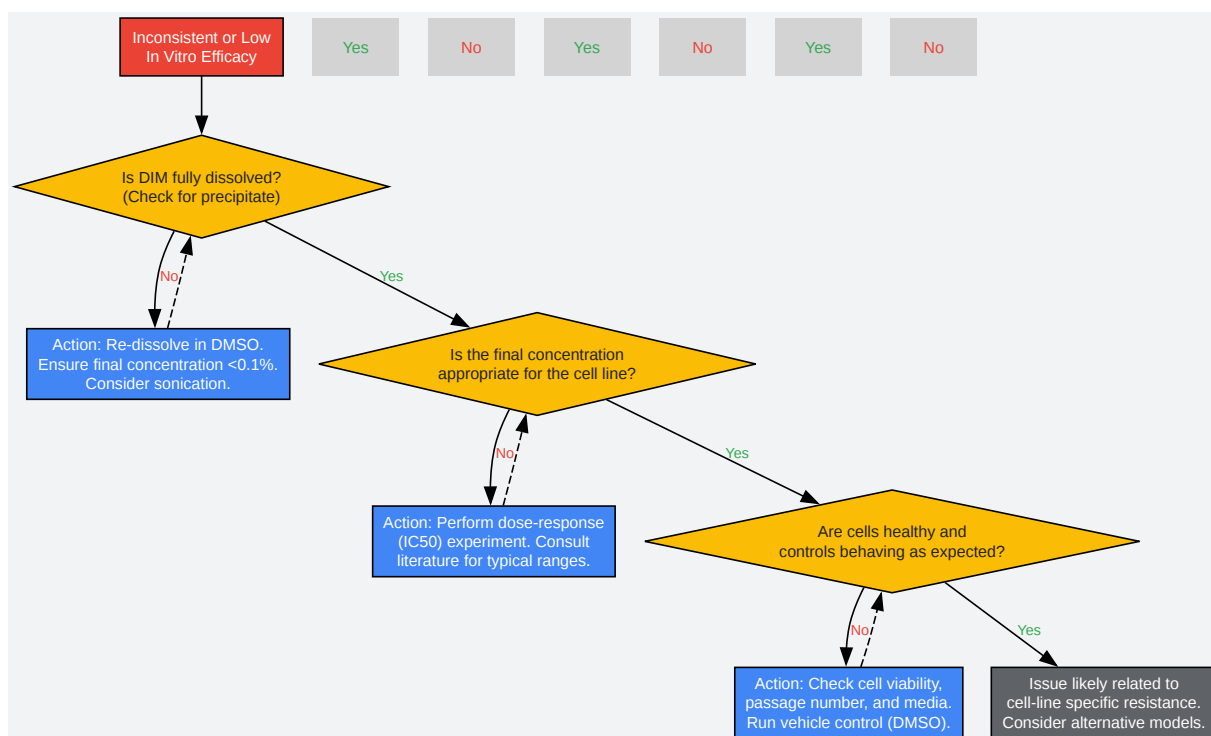 Inconsistent or Low
In Vitro Efficacy
Yes
No
Yes
No
Yes
No
Is DIM fully dissolved?
(Check for precipitate)
No
Yes
Action: Re-dissolve in DMSO.
Ensure final concentration <0.1%.
Consider sonication.
Is the final concentration
appropriate for the cell line?
No
Yes
Action: Perform dose-response
(IC50) experiment. Consult
literature for typical ranges.
Are cells healthy and
controls behaving as expected?
No
Yes
Action: Check cell viability,
passage number, and media.
Run vehicle control (DMSO).
Issue likely related to
cell-line specific resistance.
Consider alternative models.